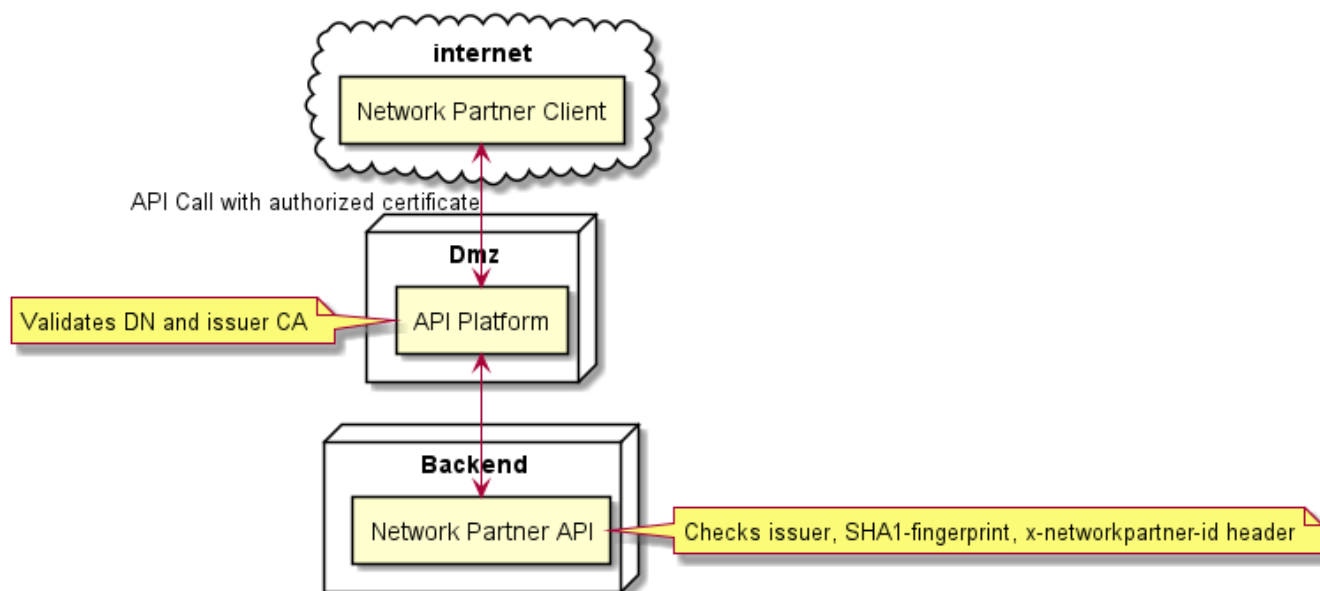 internet
Network Partner Client
API Call with authorized certificate
Dmz
API Platform
Validates DN and issuer CA
Backend
Network Partner API
Checks issuer, SHA1-fingerprint, x-networkpartner-id header